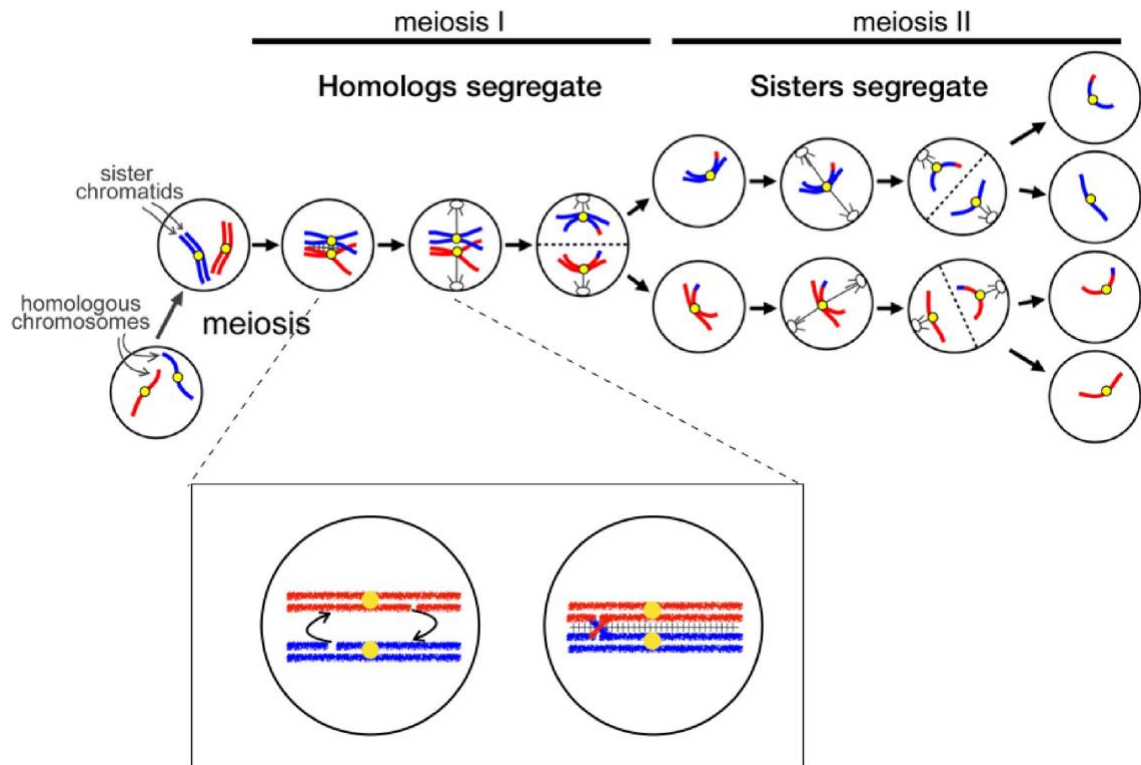 meiosis I
meiosis II
Homologs segregate
Sisters segregate
sister
chromatids
homologous
chromosomes
meiosis